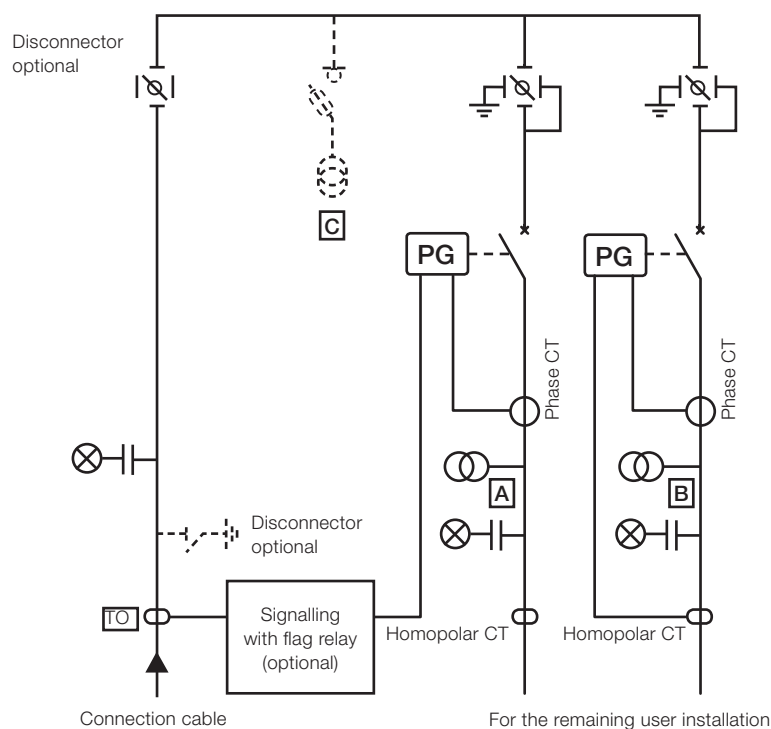 Disconnector
optional
C
PG
PG
Phase CT
Phase CT
A
B
Disconnector
optional
TO
Signalling
with flag relay
(optional)
Homopolar CT
Homopolar CT
Connection cable
For the remaining user installation